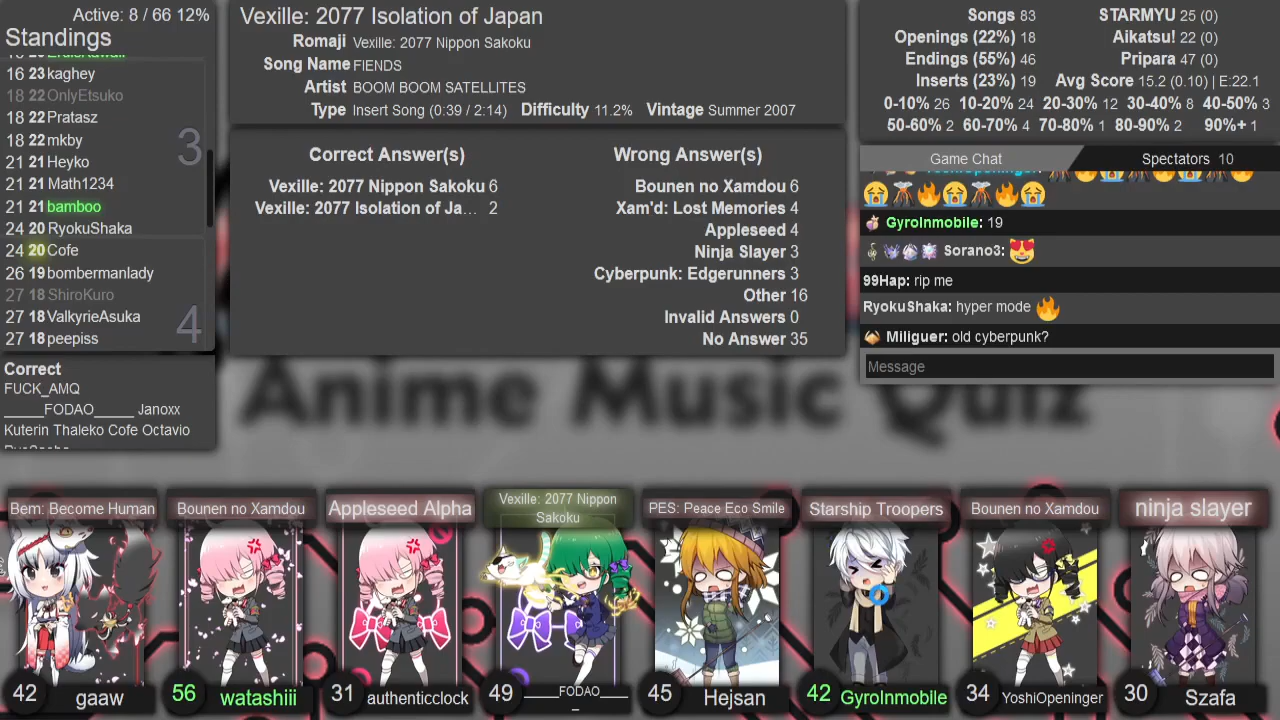 Active: 8 / 66 12%
Standings
16 23 kaghey
18 22 OnlyEtsuko
18 22 Pratasz
18 22 mkby
3
21 21 Heyko
21 21 Math1234
21 21 bamboo
24 20 RyokuShaka
24 20 Cofe
26 19 bombermanlady
27 18 ShiroKuro
27 18 ValkyrieAsuka
4
27 18 peepiss
Correct
FUCK_AMQ
_____FODAO_____ Janoxx
Kuterin Thaleko Cofe Octavio
Vexille: 2077 Isolation of Japan
Romaji Vexille: 2077 Nippon Sakoku
Song Name FIENDS
Artist BOOM BOOM SATELLITES
Type Insert Song (0:39 / 2:14) Difficulty 11.2% Vintage Summer 2007
Correct Answer(s)
Vexille: 2077 Nippon Sakoku 6
Vexille: 2077 Isolation of Ja... 2
Wrong Answer(s)
Bounen no Xamdou 6
Xam'd: Lost Memories 4
Appleseed 4
Ninja Slayer 3
Cyberpunk: Edgerunners 3
Other 16
Invalid Answers 0
No Answer 35
Songs 83 STARMYU 25 (0)
Openings (22%) 18 Aikatsu! 22 (0)
Endings (55%) 46 Pripara 47 (0)
Inserts (23%) 19 Avg Score 15.2 (0.10) | E:22.1
0-10% 26 10-20% 24 20-30% 12 30-40% 8 40-50% 3
50-60% 2 60-70% 4 70-80% 1 80-90% 2 90%+ 1
Game Chat Spectators 10
GyroInmobile: 19
Sorano3:
99Hap: rip me
RyokuShaka: hyper mode
Miliguer: old cyberpunk?
Message
Anime Music Quiz
Bem: Become Human
Bounen no Xamdou
Appleseed Alpha
Vexille: 2077 Nippon
Sakoku
PES: Peace Eco Smile
Starship Troopers
Bounen no Xamdou
ninja slayer
42 gaaw
56 watashiii
31 authenticclock
49 _____FODAO____
_
45 Hejsan
42 GyroInmobile
34 YoshiOpeninger
30 Szafa